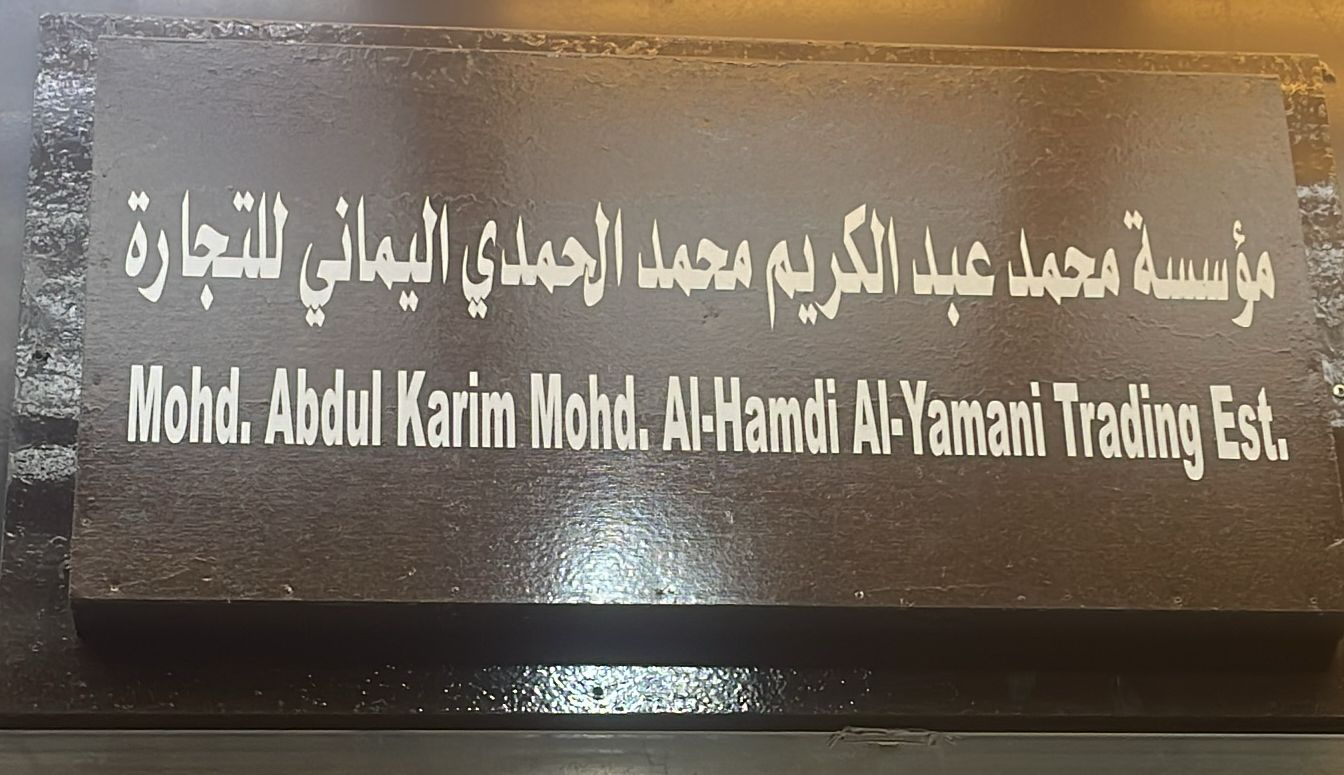 مؤسسة محمد عبد الكريم محمد الحمدي اليماني للتجارة
Mohd. Abdul Karim Mohd. Al-Hamdi Al-Yamani Trading Est.